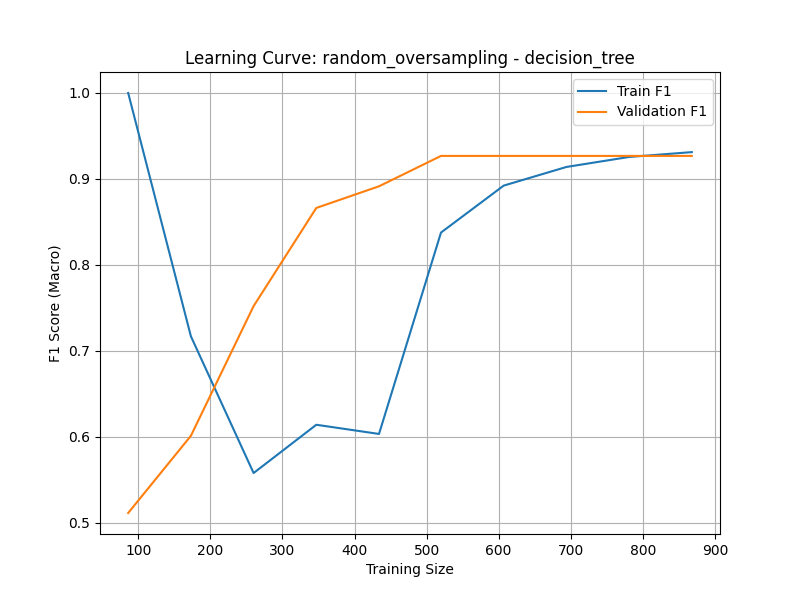 Learning Curve: random_oversampling - decision_tree
Train F1
Validation F1
F1 Score (Macro)
1.0
0.9
0.8
0.7
0.6
0.5
100 200 300 400 500 600 700 800 900
Training Size